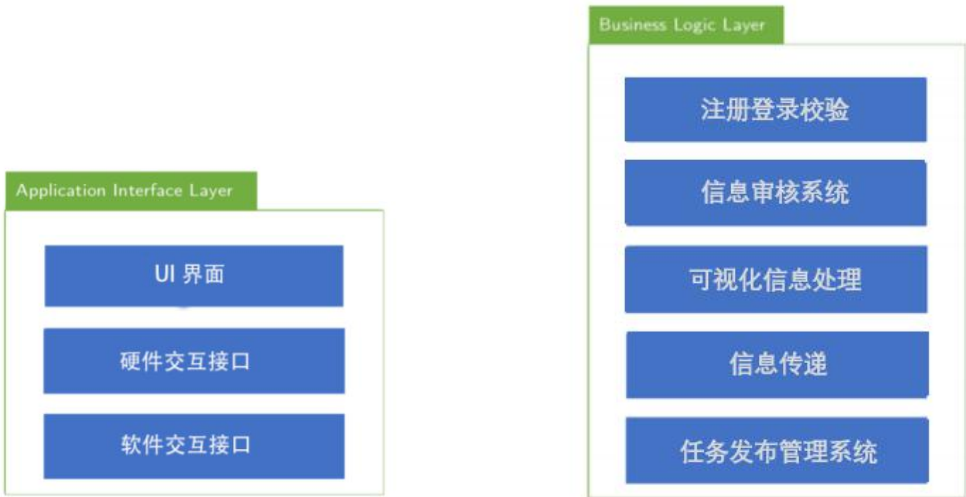 Application Interface Layer
UI 界面
硬件交互接口
软件交互接口
Business Logic Layer
注册登录校验
信息审核系统
可视化信息处理
信息传递
任务发布管理系统